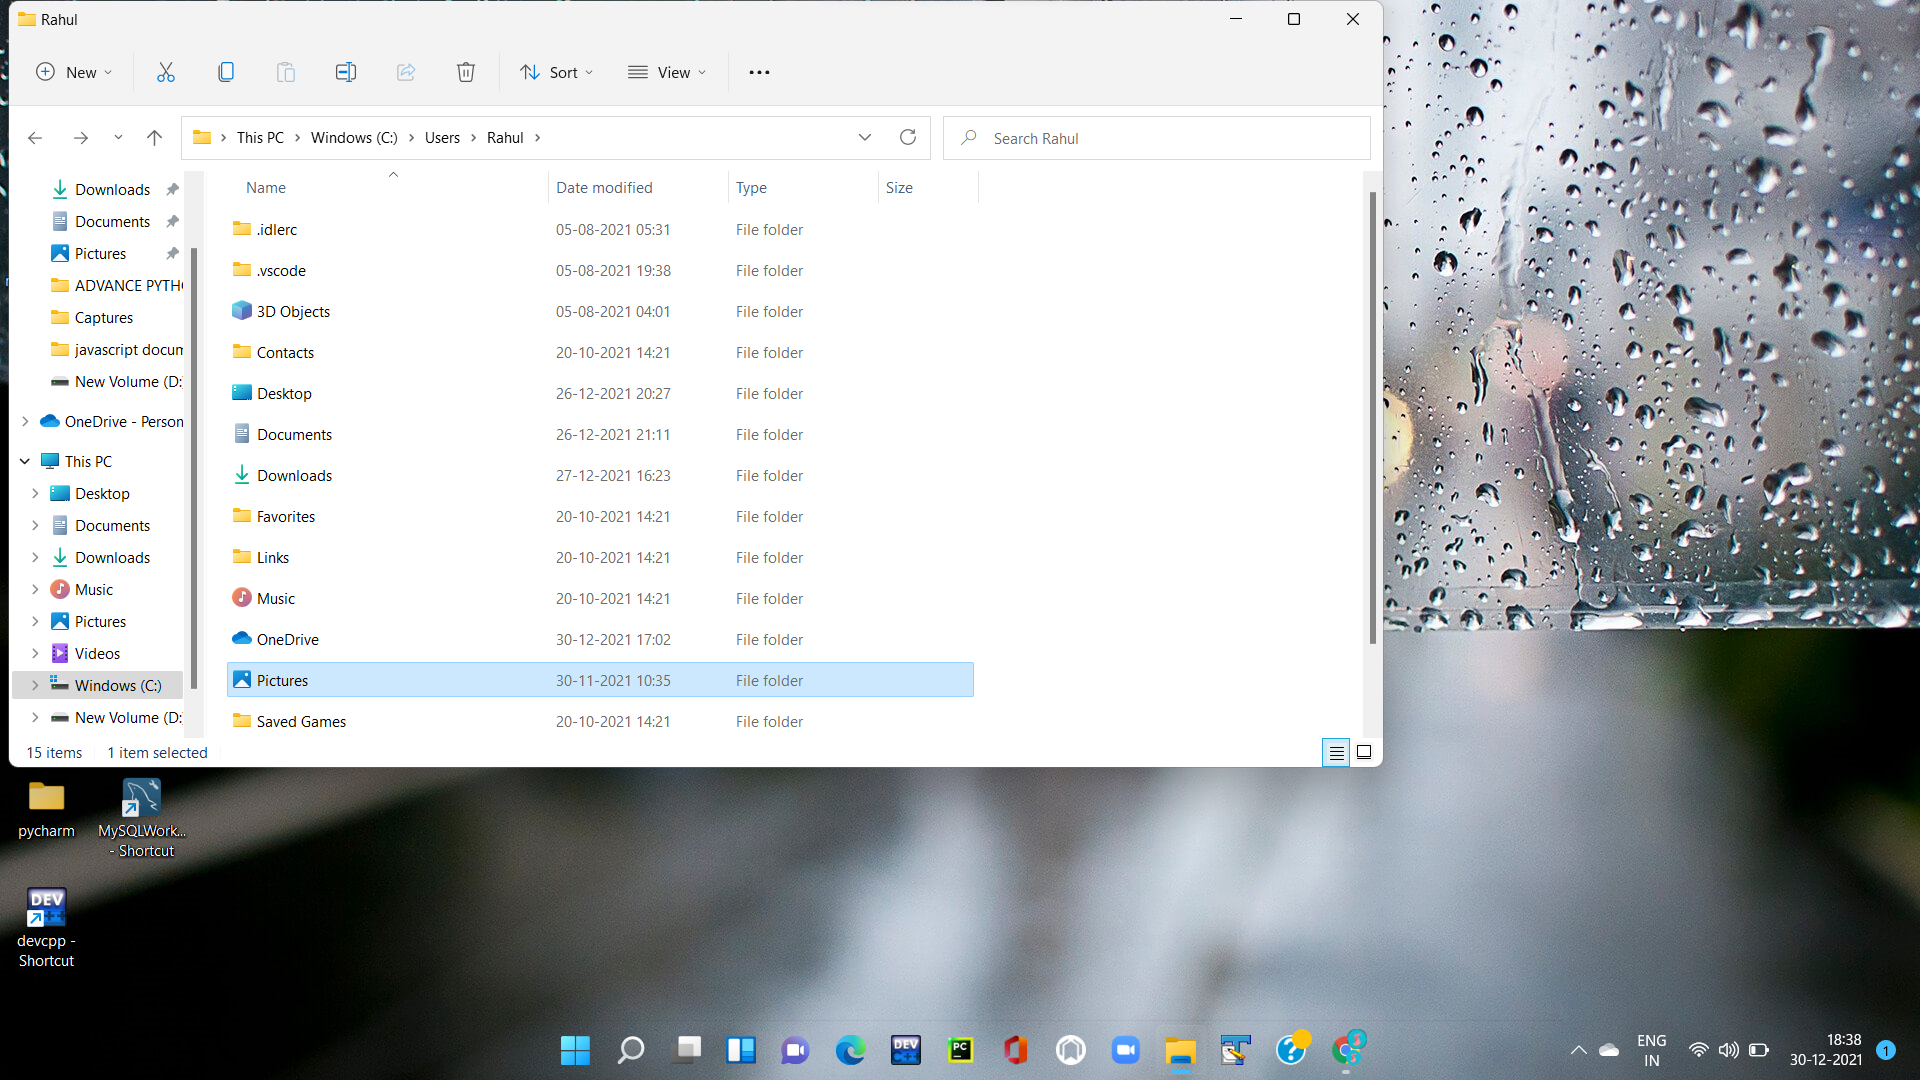 Rahul
New
Sort
View
This PC > Windows (C:) > Users > Rahul >
Search Rahul
Downloads
Documents
Pictures
ADVANCE PYTH
Captures
javascript docum
New Volume (D:
OneDrive - Person
This PC
Desktop
Documents
Downloads
Music
Pictures
Videos
Windows (C:)
New Volume (D:
Name Date modified Type Size
.idlerc 05-08-2021 05:31 File folder
.vscode 05-08-2021 19:38 File folder
3D Objects 05-08-2021 04:01 File folder
Contacts 20-10-2021 14:21 File folder
Desktop 26-12-2021 20:27 File folder
Documents 26-12-2021 21:11 File folder
Downloads 27-12-2021 16:23 File folder
Favorites 20-10-2021 14:21 File folder
Links 20-10-2021 14:21 File folder
Music 20-10-2021 14:21 File folder
OneDrive 30-12-2021 17:02 File folder
Pictures 30-11-2021 10:35 File folder
Saved Games 20-10-2021 14:21 File folder
15 items 1 item selected
pycharm
MySQLWork...
- Shortcut
DEV
C++
devcpp -
Shortcut
DEV
C++
PC
ENG
IN
18:38
30-12-2021
1